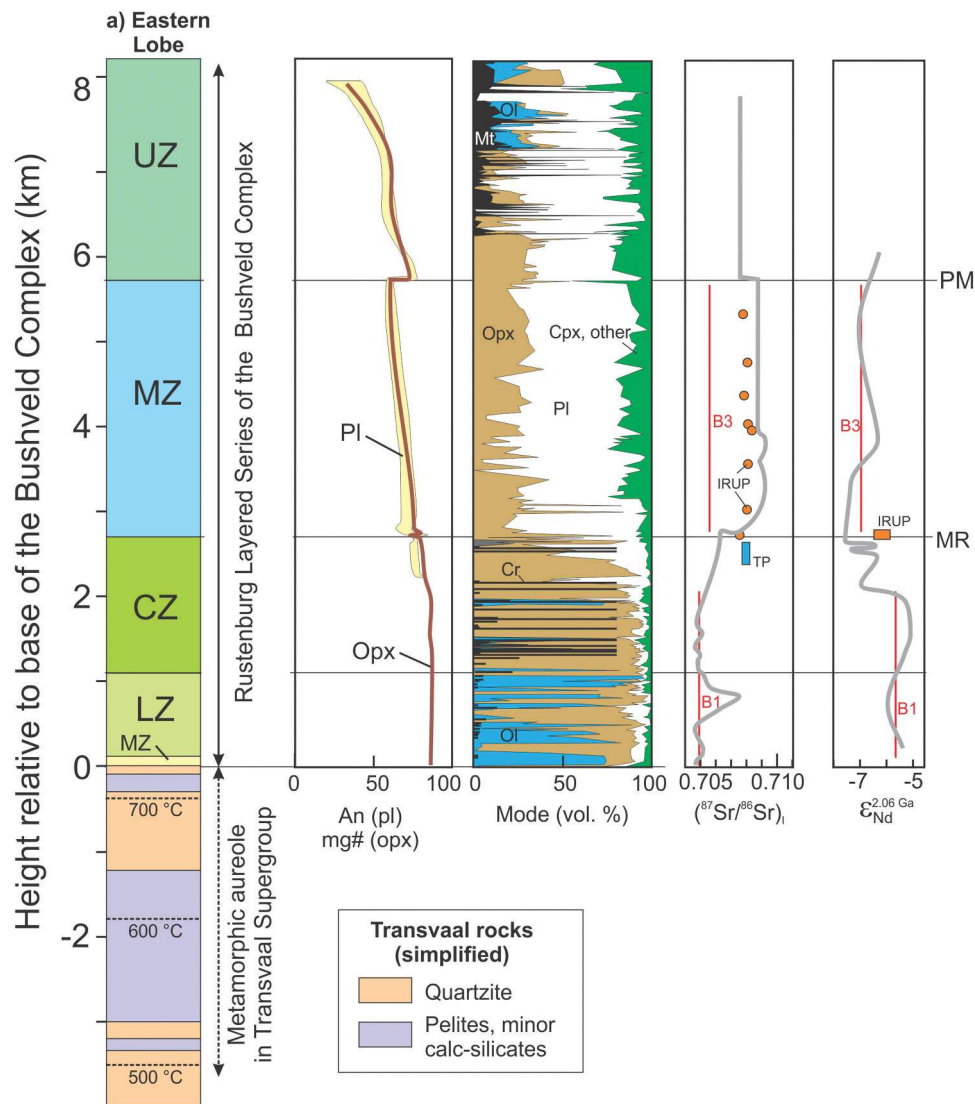 a) Eastern
Lobe
Height relative to base of the Bushveld Complex (km)
8
6
4
2
0
-2
UZ
MZ
CZ
LZ
MZ
700 °C
600 °C
500 °C
Rustenburg Layered Series of the Bushveld Complex
Metamorphic aureole
in Transvaal Supergroup
Pl
Opx
0
50
100
An (pl)
mg# (opx)
Ol
Mt
Opx
Cpx, other
Pl
Cr
Ol
0
50
100
Mode (vol. %)
B3
IRUP
TP
B1
0.705
0.710
(⁸⁷Sr/⁸⁶Sr)ᵢ
B3
IRUP
B1
-7
-5
ε Nd 2.06 Ga
PM
MR
Transvaal rocks
(simplified)
Quartzite
Pelites, minor
calc-silicates